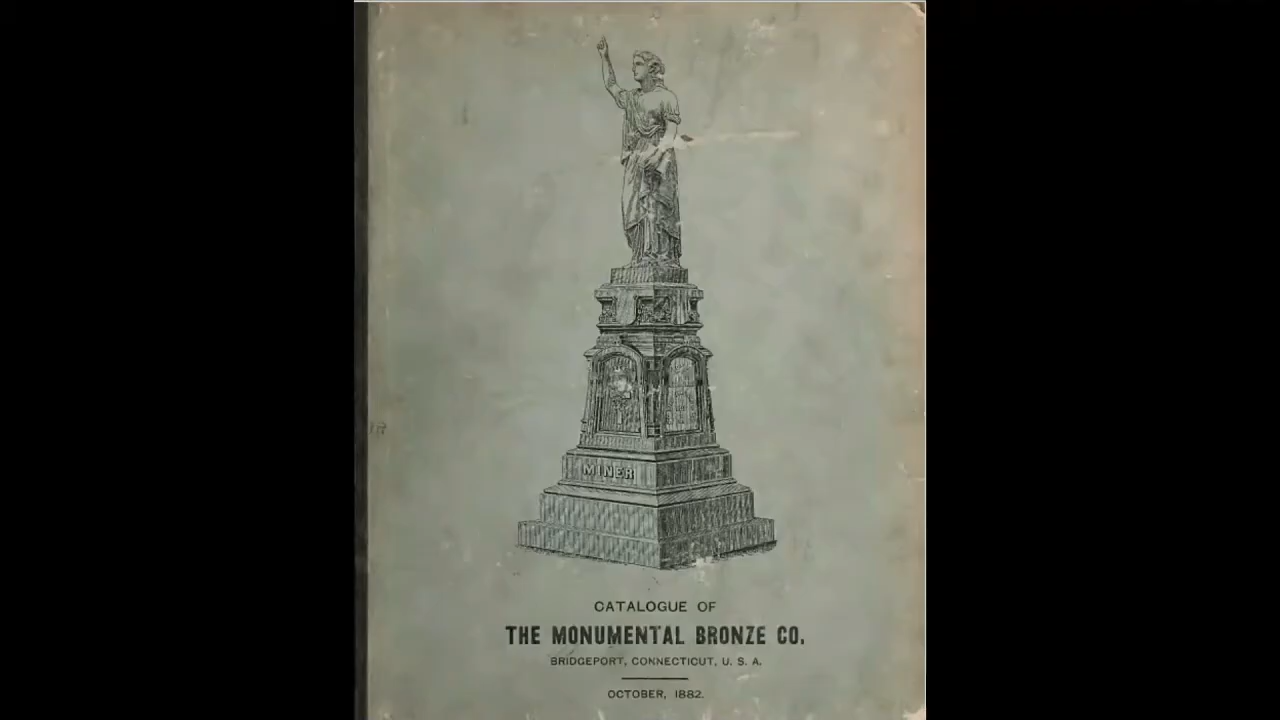 MINER
CATALOGUE OF
THE MONUMENTAL BRONZE CO.
BRIDGEPORT, CONNECTICUT, U. S. A.
OCTOBER, 1882.